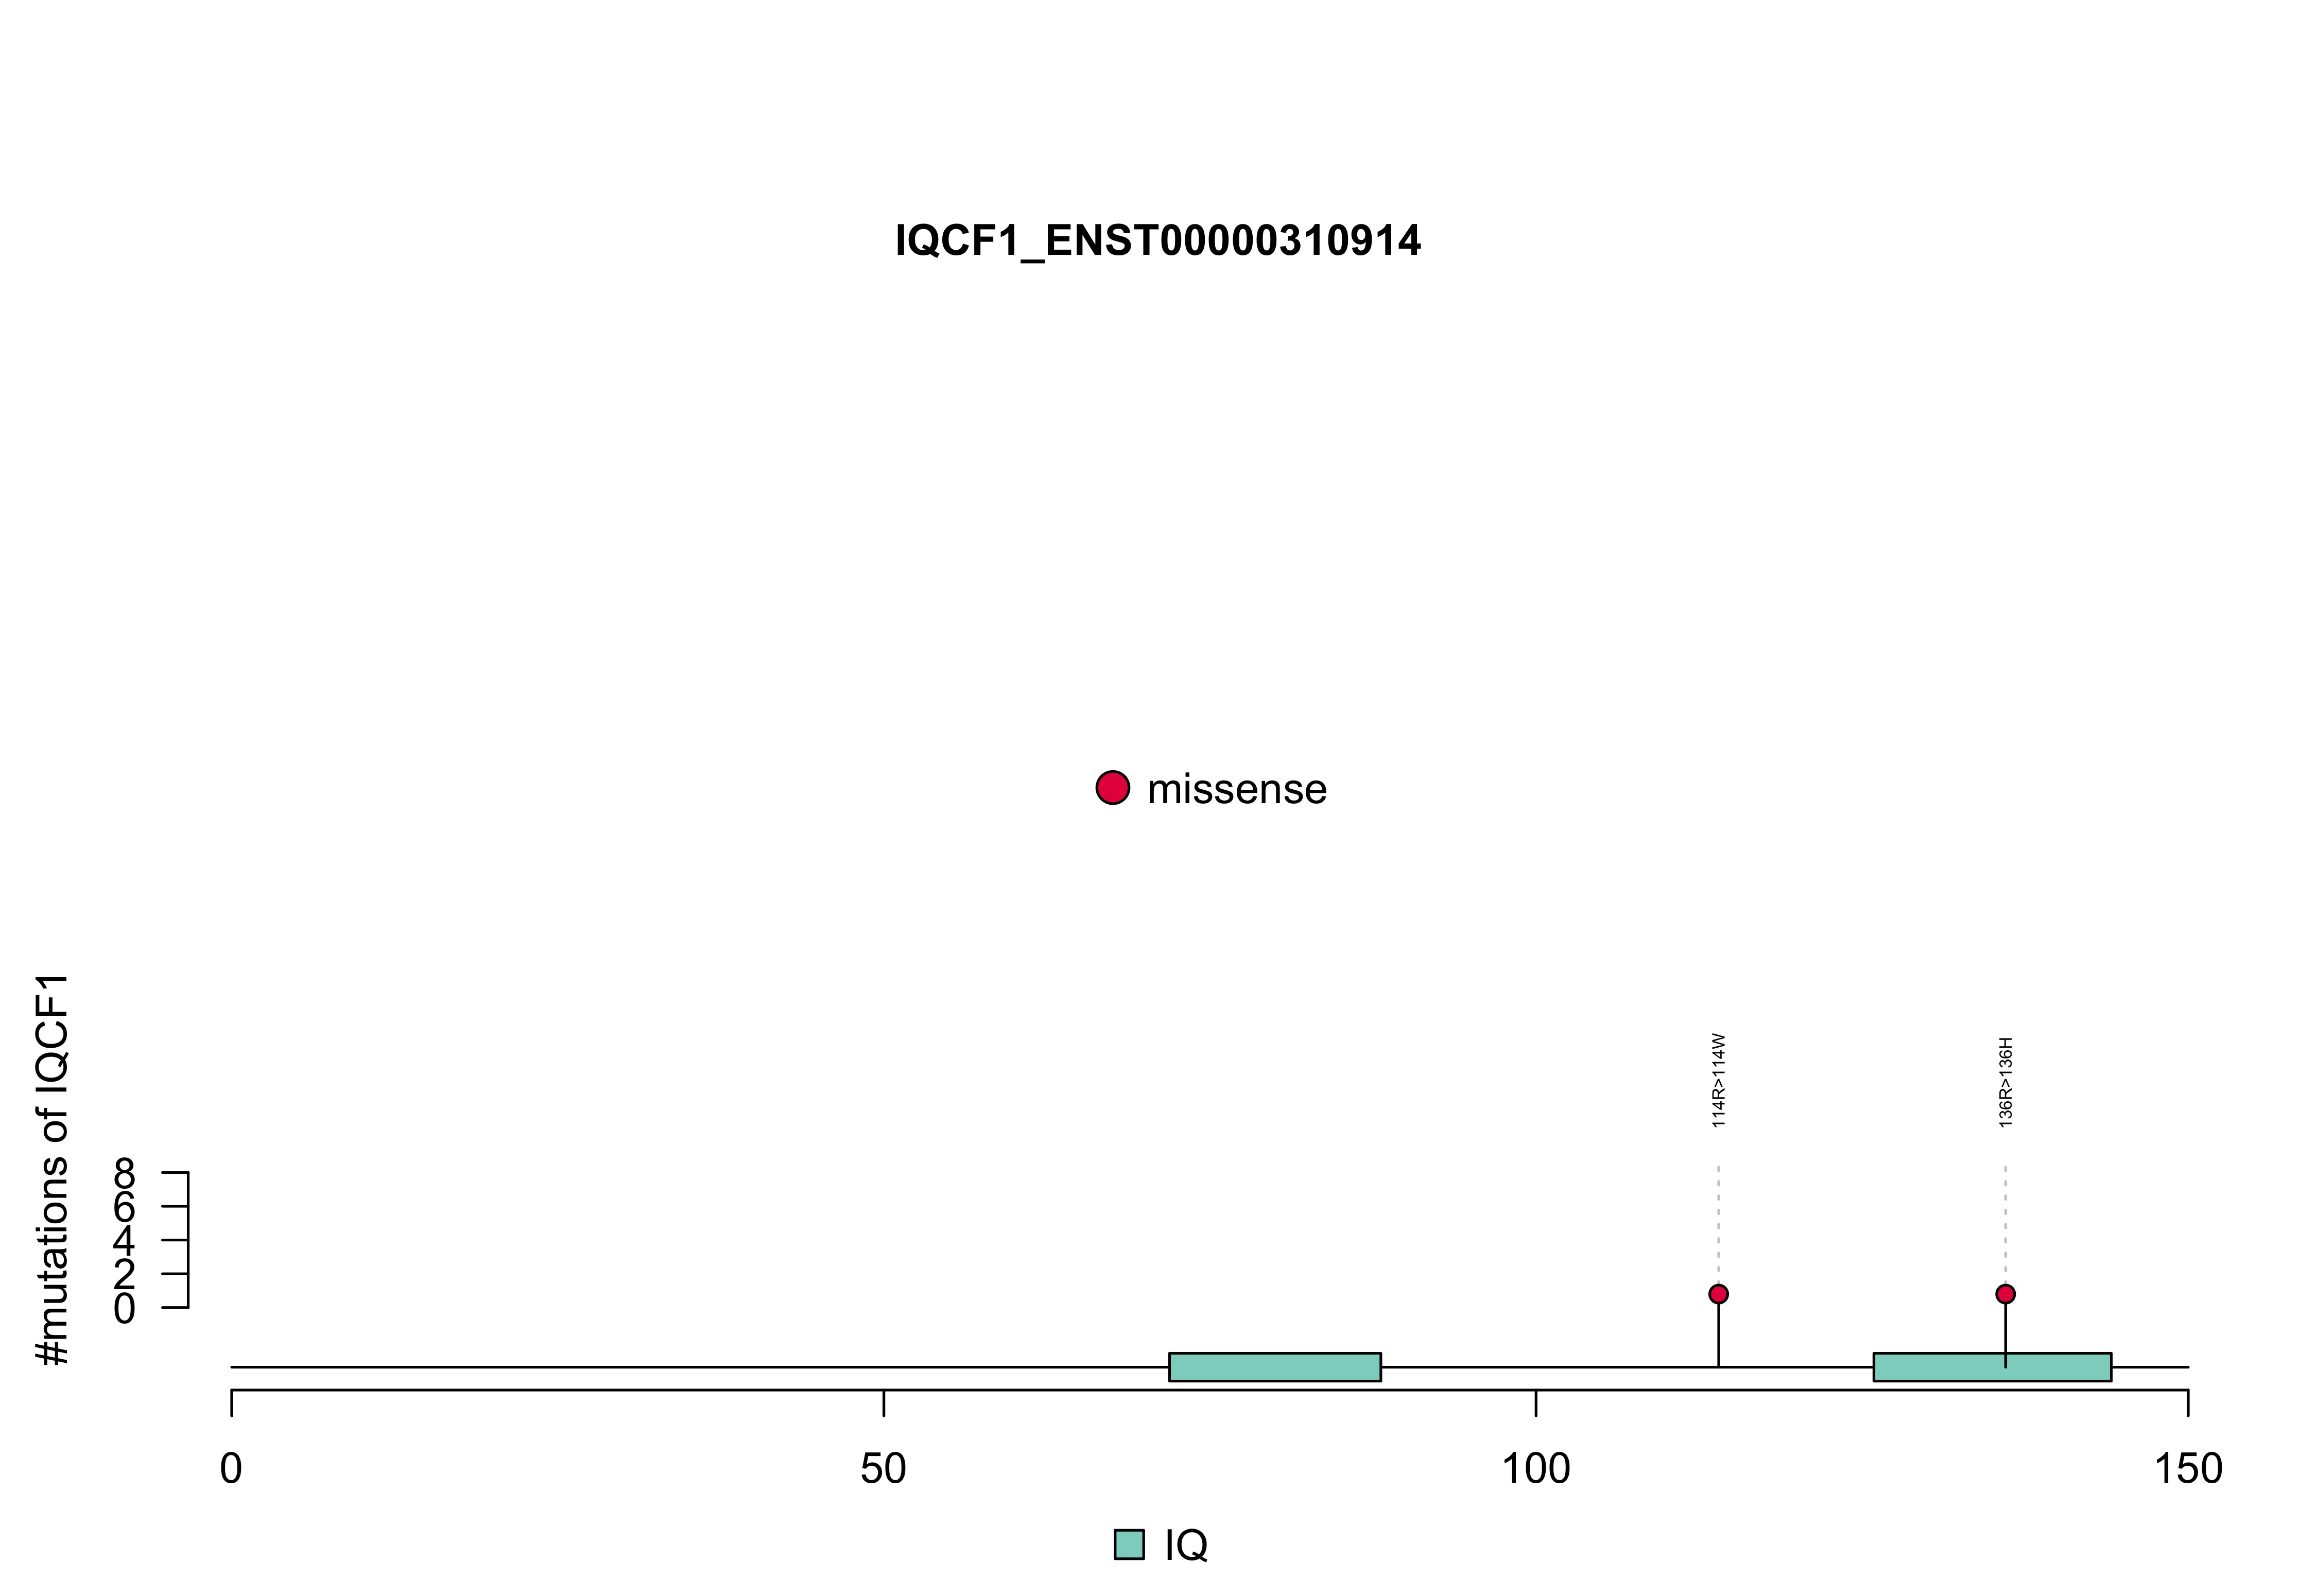 IQCF1_ENST00000310914
missense
#mutations of IQCF1
114R>114W
136R>136H
8
6
4
2
0
0 50 100 150
IQ